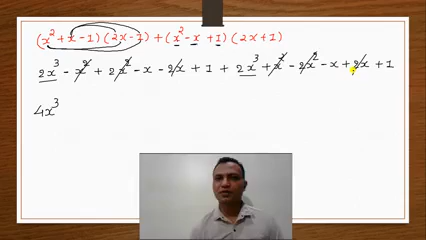 (x² + x - 1)(2x - 1) + (x² - x + 1)(2x + 1)
2x³ - x² + 2x² - x - 2x + 1 + 2x³ + x² - 2x² - x + 2x + 1
4x³